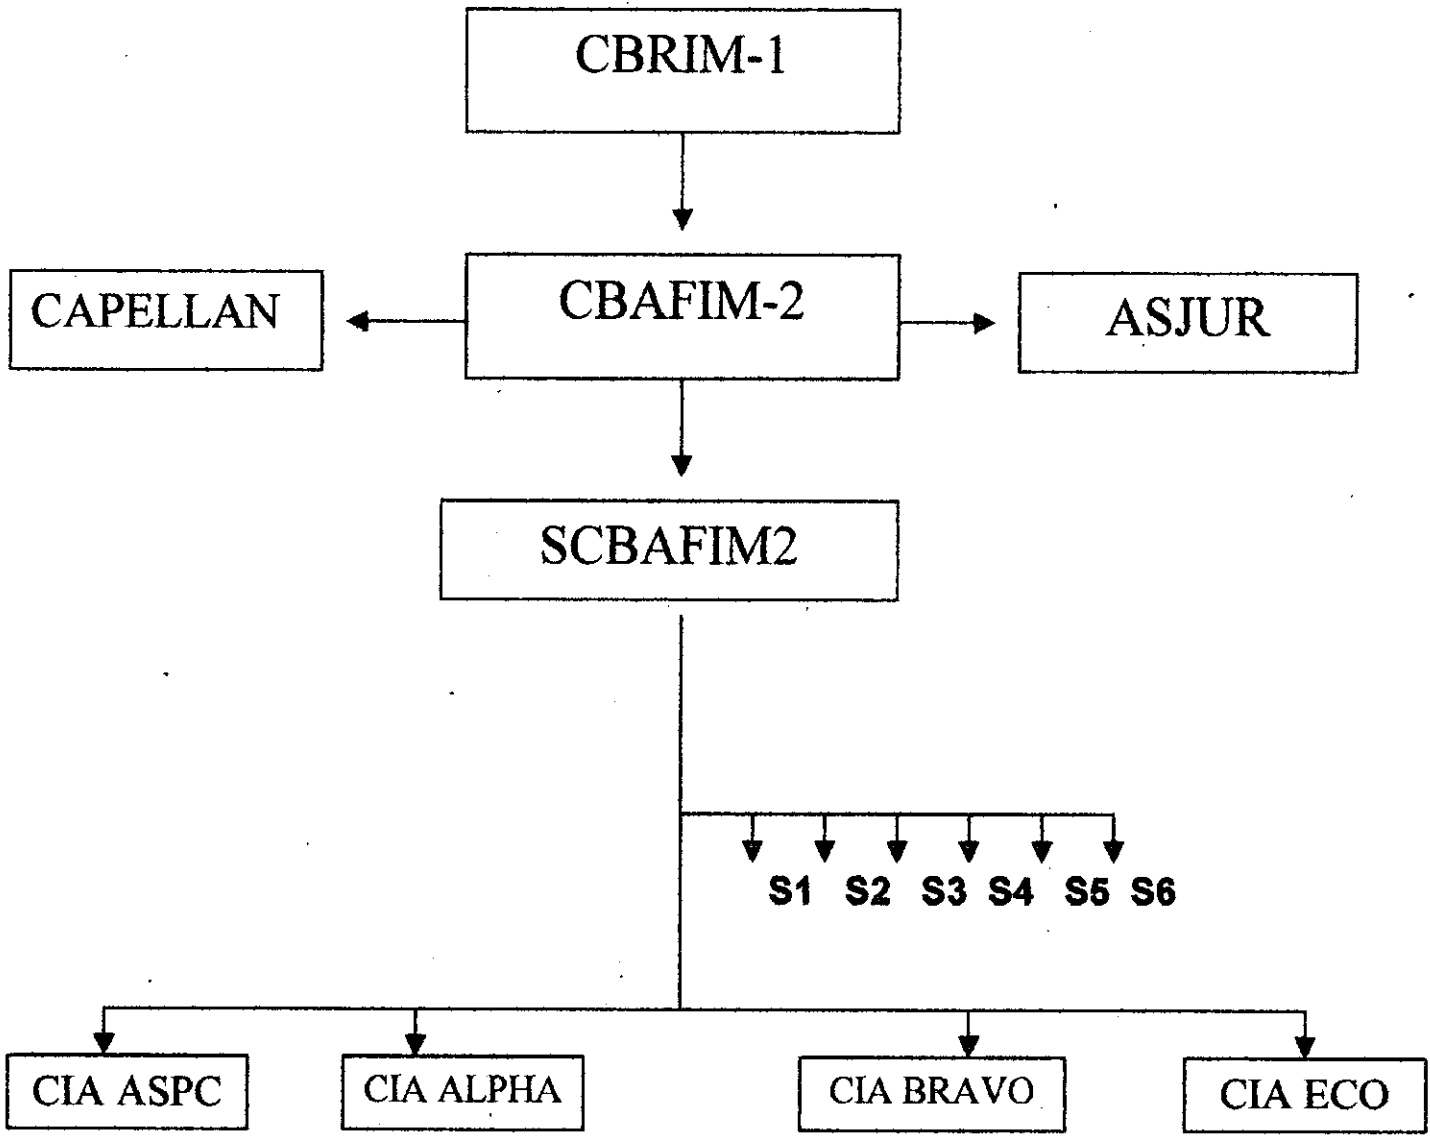 CBRIM-1
CAPELLAN
CBAFIM-2
ASJUR
SCBAFIM2
S1 S2 S3 S4 S5 S6
CIA ASPC
CIA ALPHA
CIA BRAVO
CIA ECO